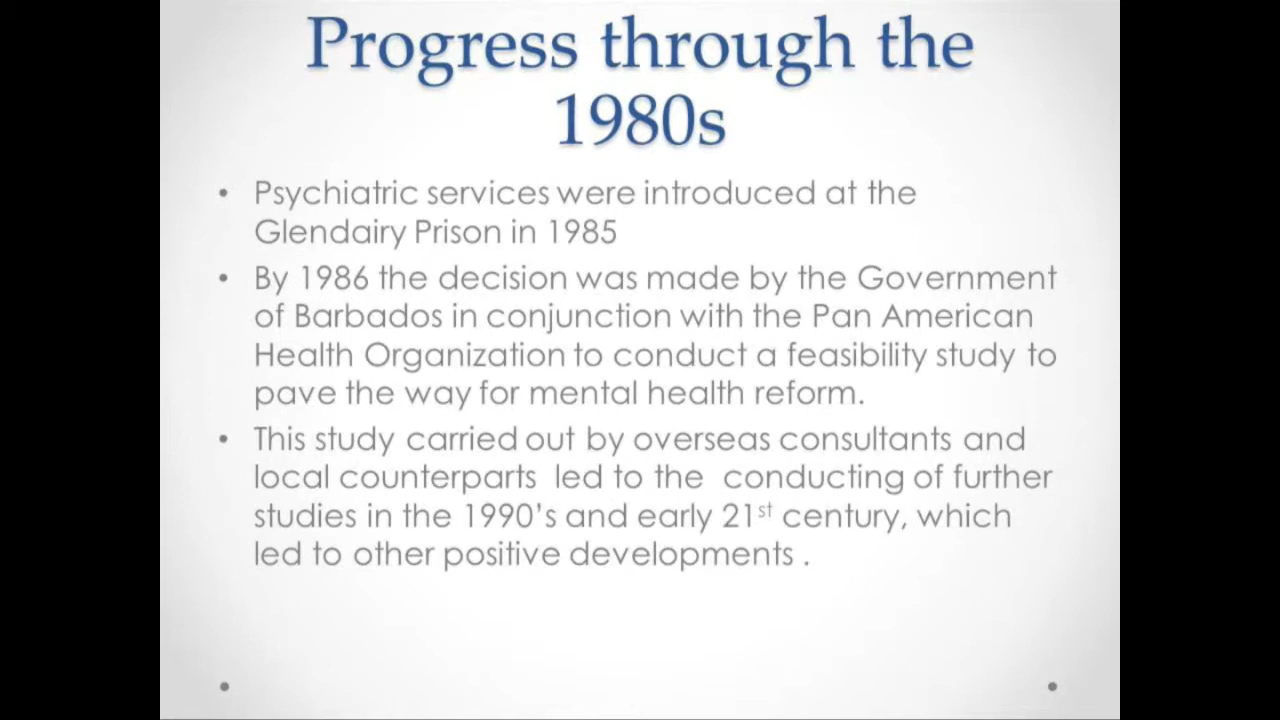 Progress through the
1980s
• Psychiatric services were introduced at the
Glendairy Prison in 1985
• By 1986 the decision was made by the Government
of Barbados in conjunction with the Pan American
Health Organization to conduct a feasibility study to
pave the way for mental health reform.
• This study carried out by overseas consultants and
local counterparts  led to the  conducting of further
studies in the 1990’s and early 21st century, which
led to other positive developments .